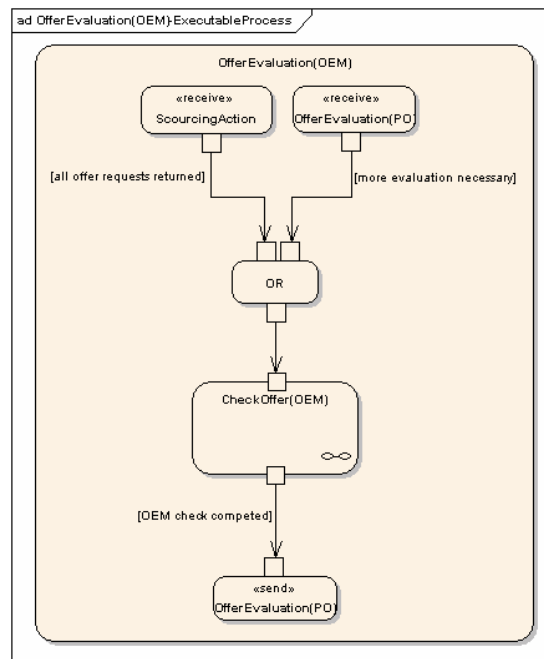 ad OfferEvaluation(OEM)-ExecutableProcess
OfferEvaluation(OEM)
«receive»
ScourcingAction
«receive»
OfferEvaluation(PO)
[all offer requests returned]
[more evaluation necessary]
OR
CheckOffer(OEM)
[OEM check competed]
«send»
OfferEvaluation(PO)